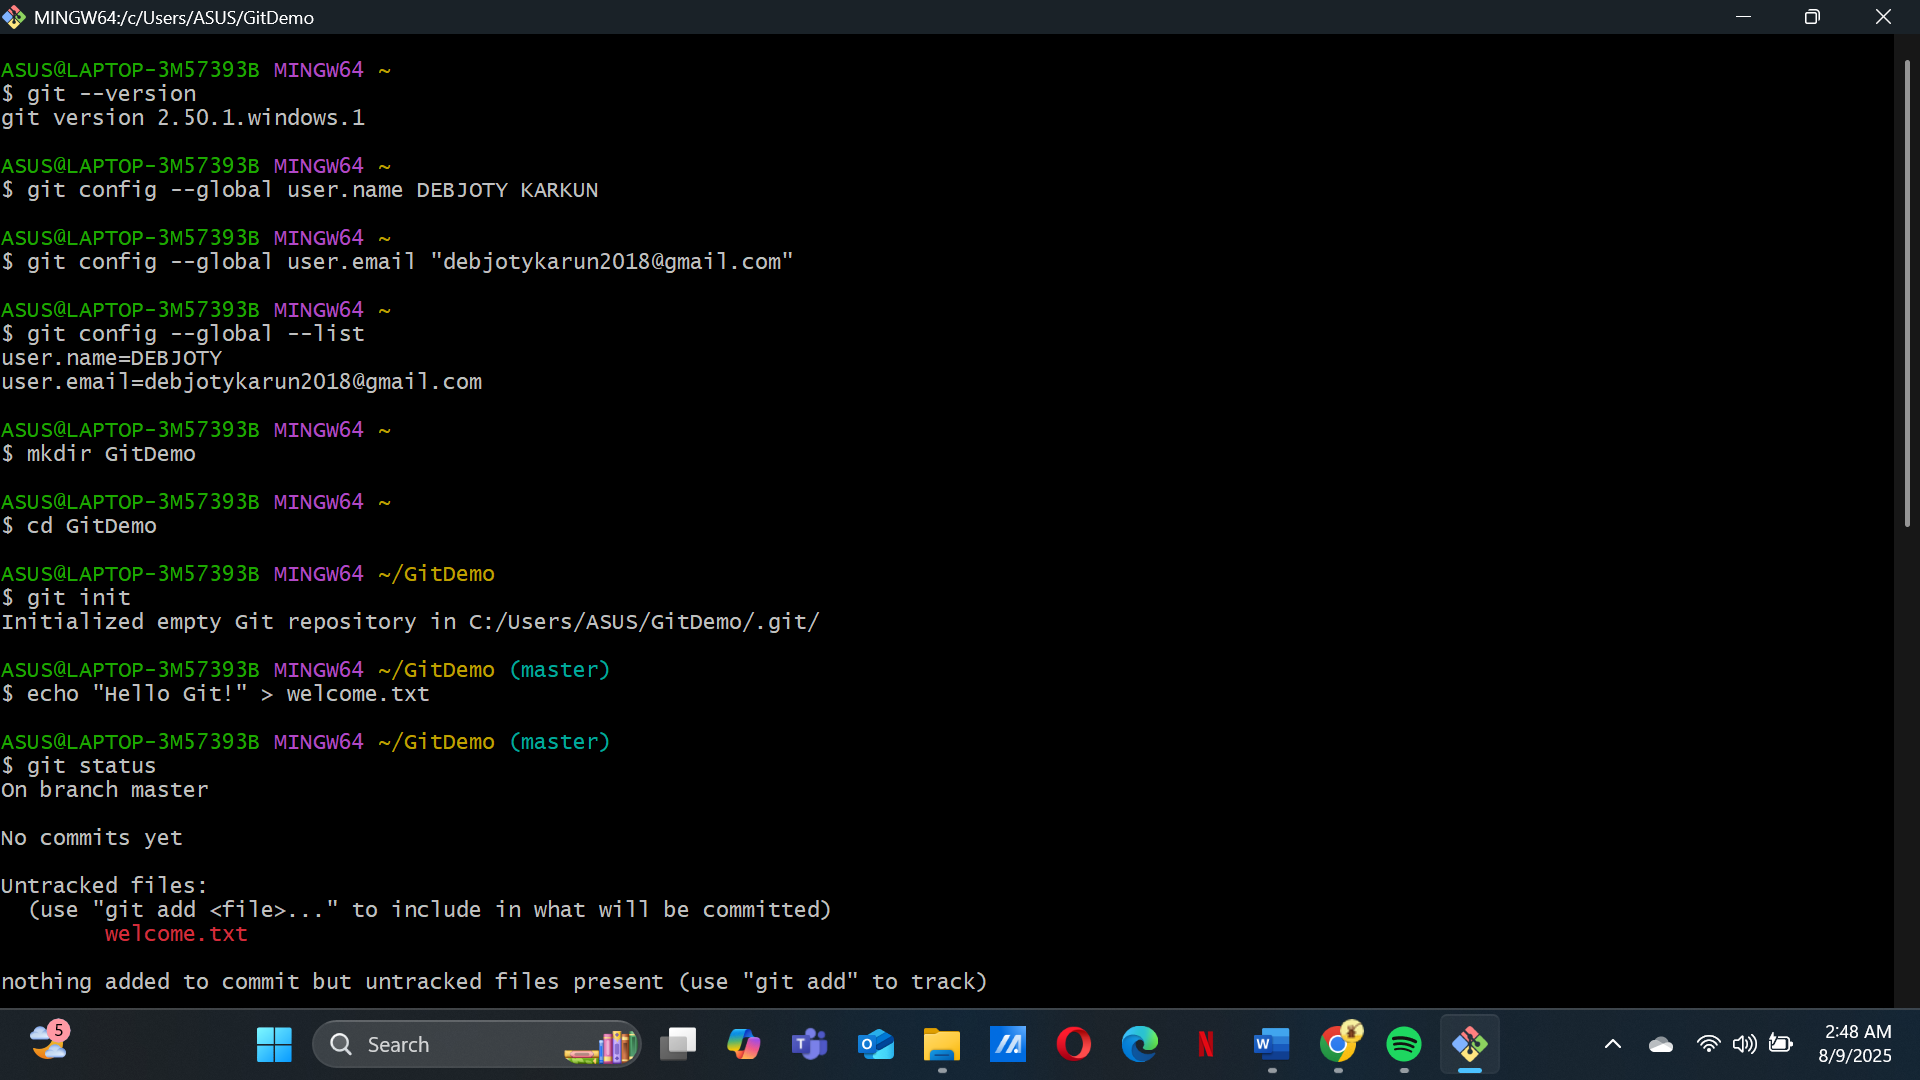 MINGW64:/c/Users/ASUS/GitDemo
ASUS@LAPTOP-3M57393B MINGW64 ~
$ git --version
git version 2.50.1.windows.1
ASUS@LAPTOP-3M57393B MINGW64 ~
$ git config --global user.name DEBJOTY KARKUN
ASUS@LAPTOP-3M57393B MINGW64 ~
$ git config --global user.email "debjotykarun2018@gmail.com"
ASUS@LAPTOP-3M57393B MINGW64 ~
$ git config --global --list
user.name=DEBJOTY
user.email=debjotykarun2018@gmail.com
ASUS@LAPTOP-3M57393B MINGW64 ~
$ mkdir GitDemo
ASUS@LAPTOP-3M57393B MINGW64 ~
$ cd GitDemo
ASUS@LAPTOP-3M57393B MINGW64 ~/GitDemo
$ git init
Initialized empty Git repository in C:/Users/ASUS/GitDemo/.git/
ASUS@LAPTOP-3M57393B MINGW64 ~/GitDemo (master)
$ echo "Hello Git!" > welcome.txt
ASUS@LAPTOP-3M57393B MINGW64 ~/GitDemo (master)
$ git status
On branch master
No commits yet
Untracked files:
  (use "git add <file>..." to include in what will be committed)
        welcome.txt
nothing added to commit but untracked files present (use "git add" to track)
5
Search
2:48 AM
8/9/2025